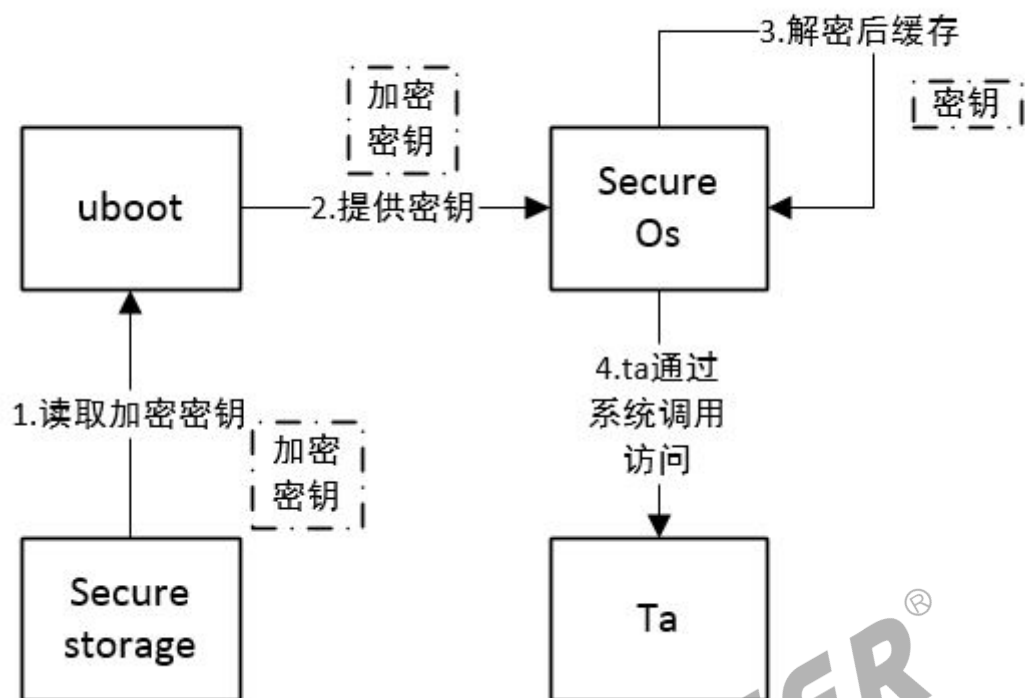 3.解密后缓存
加密
密钥
密钥
uboot
2.提供密钥
Secure
Os
1.读取加密密钥
加密
密钥
4.ta通过
系统调用
访问
Secure
storage
Ta
®